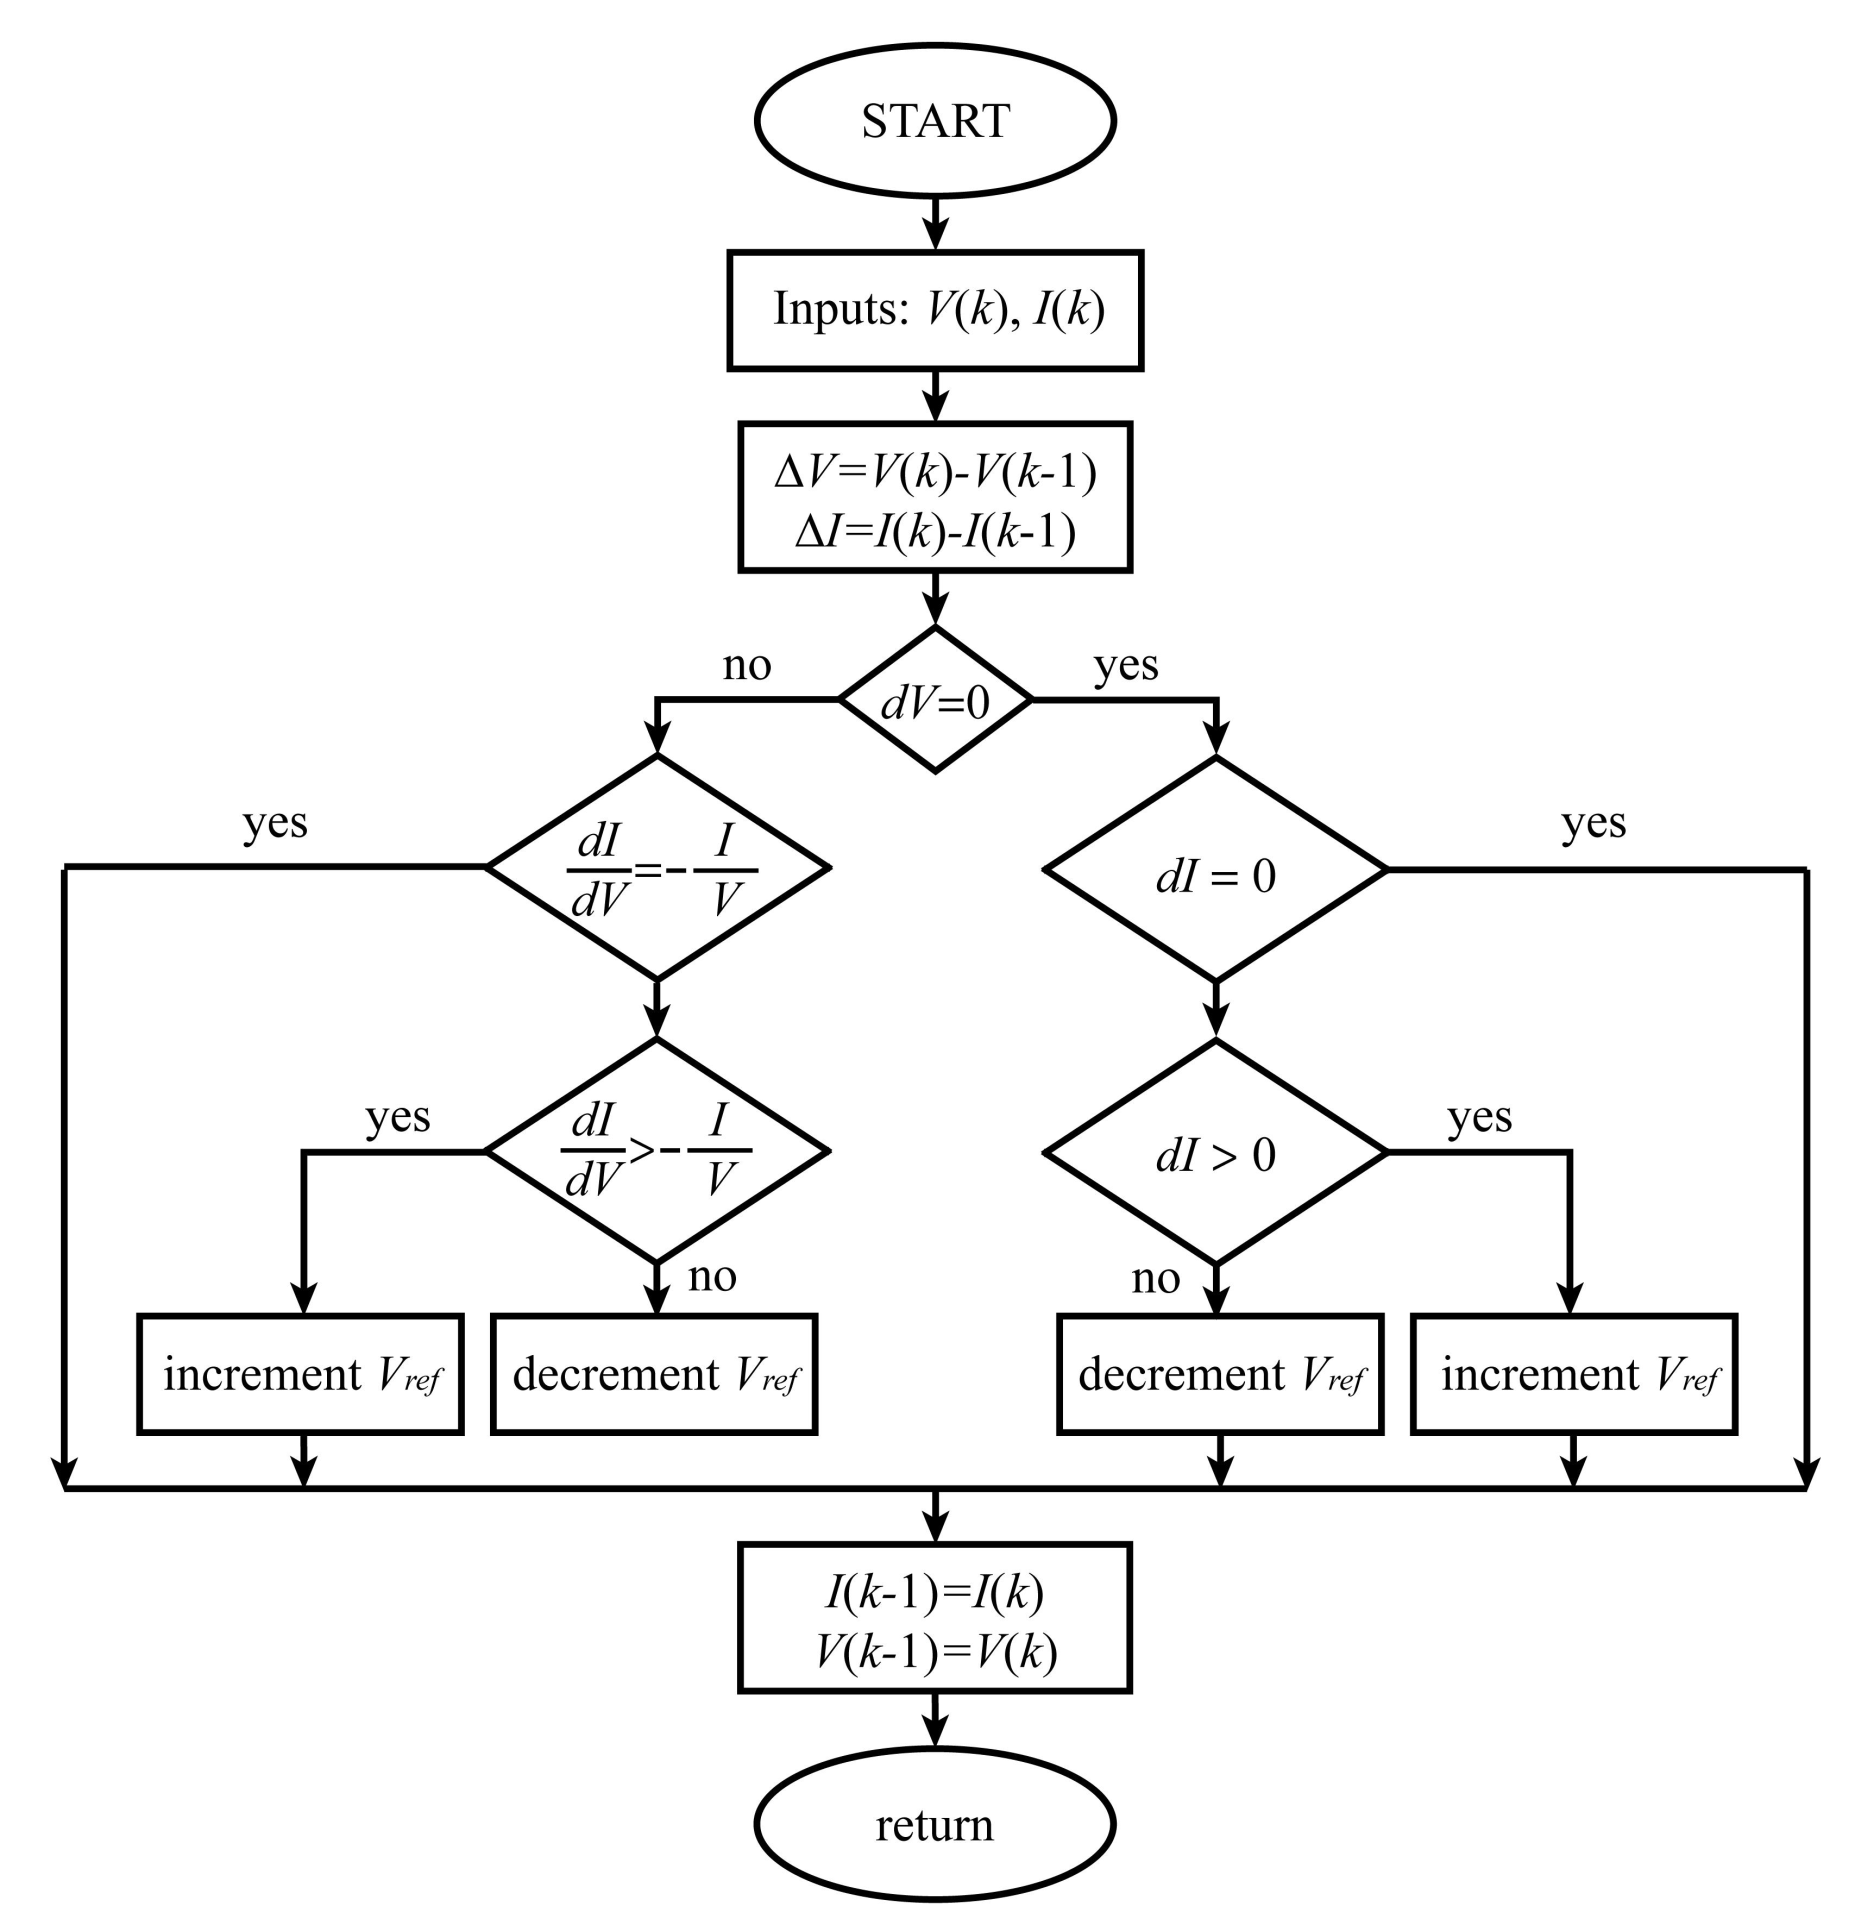 START
Inputs: V(k), I(k)
ΔV=V(k)-V(k-1)
ΔI=I(k)-I(k-1)
no
yes
dV=0
yes
dI/dV=-I/V
dI = 0
yes
yes
dI/dV>-I/V
dI > 0
yes
no
no
increment Vref
decrement Vref
decrement Vref
increment Vref
I(k-1)=I(k)
V(k-1)=V(k)
return